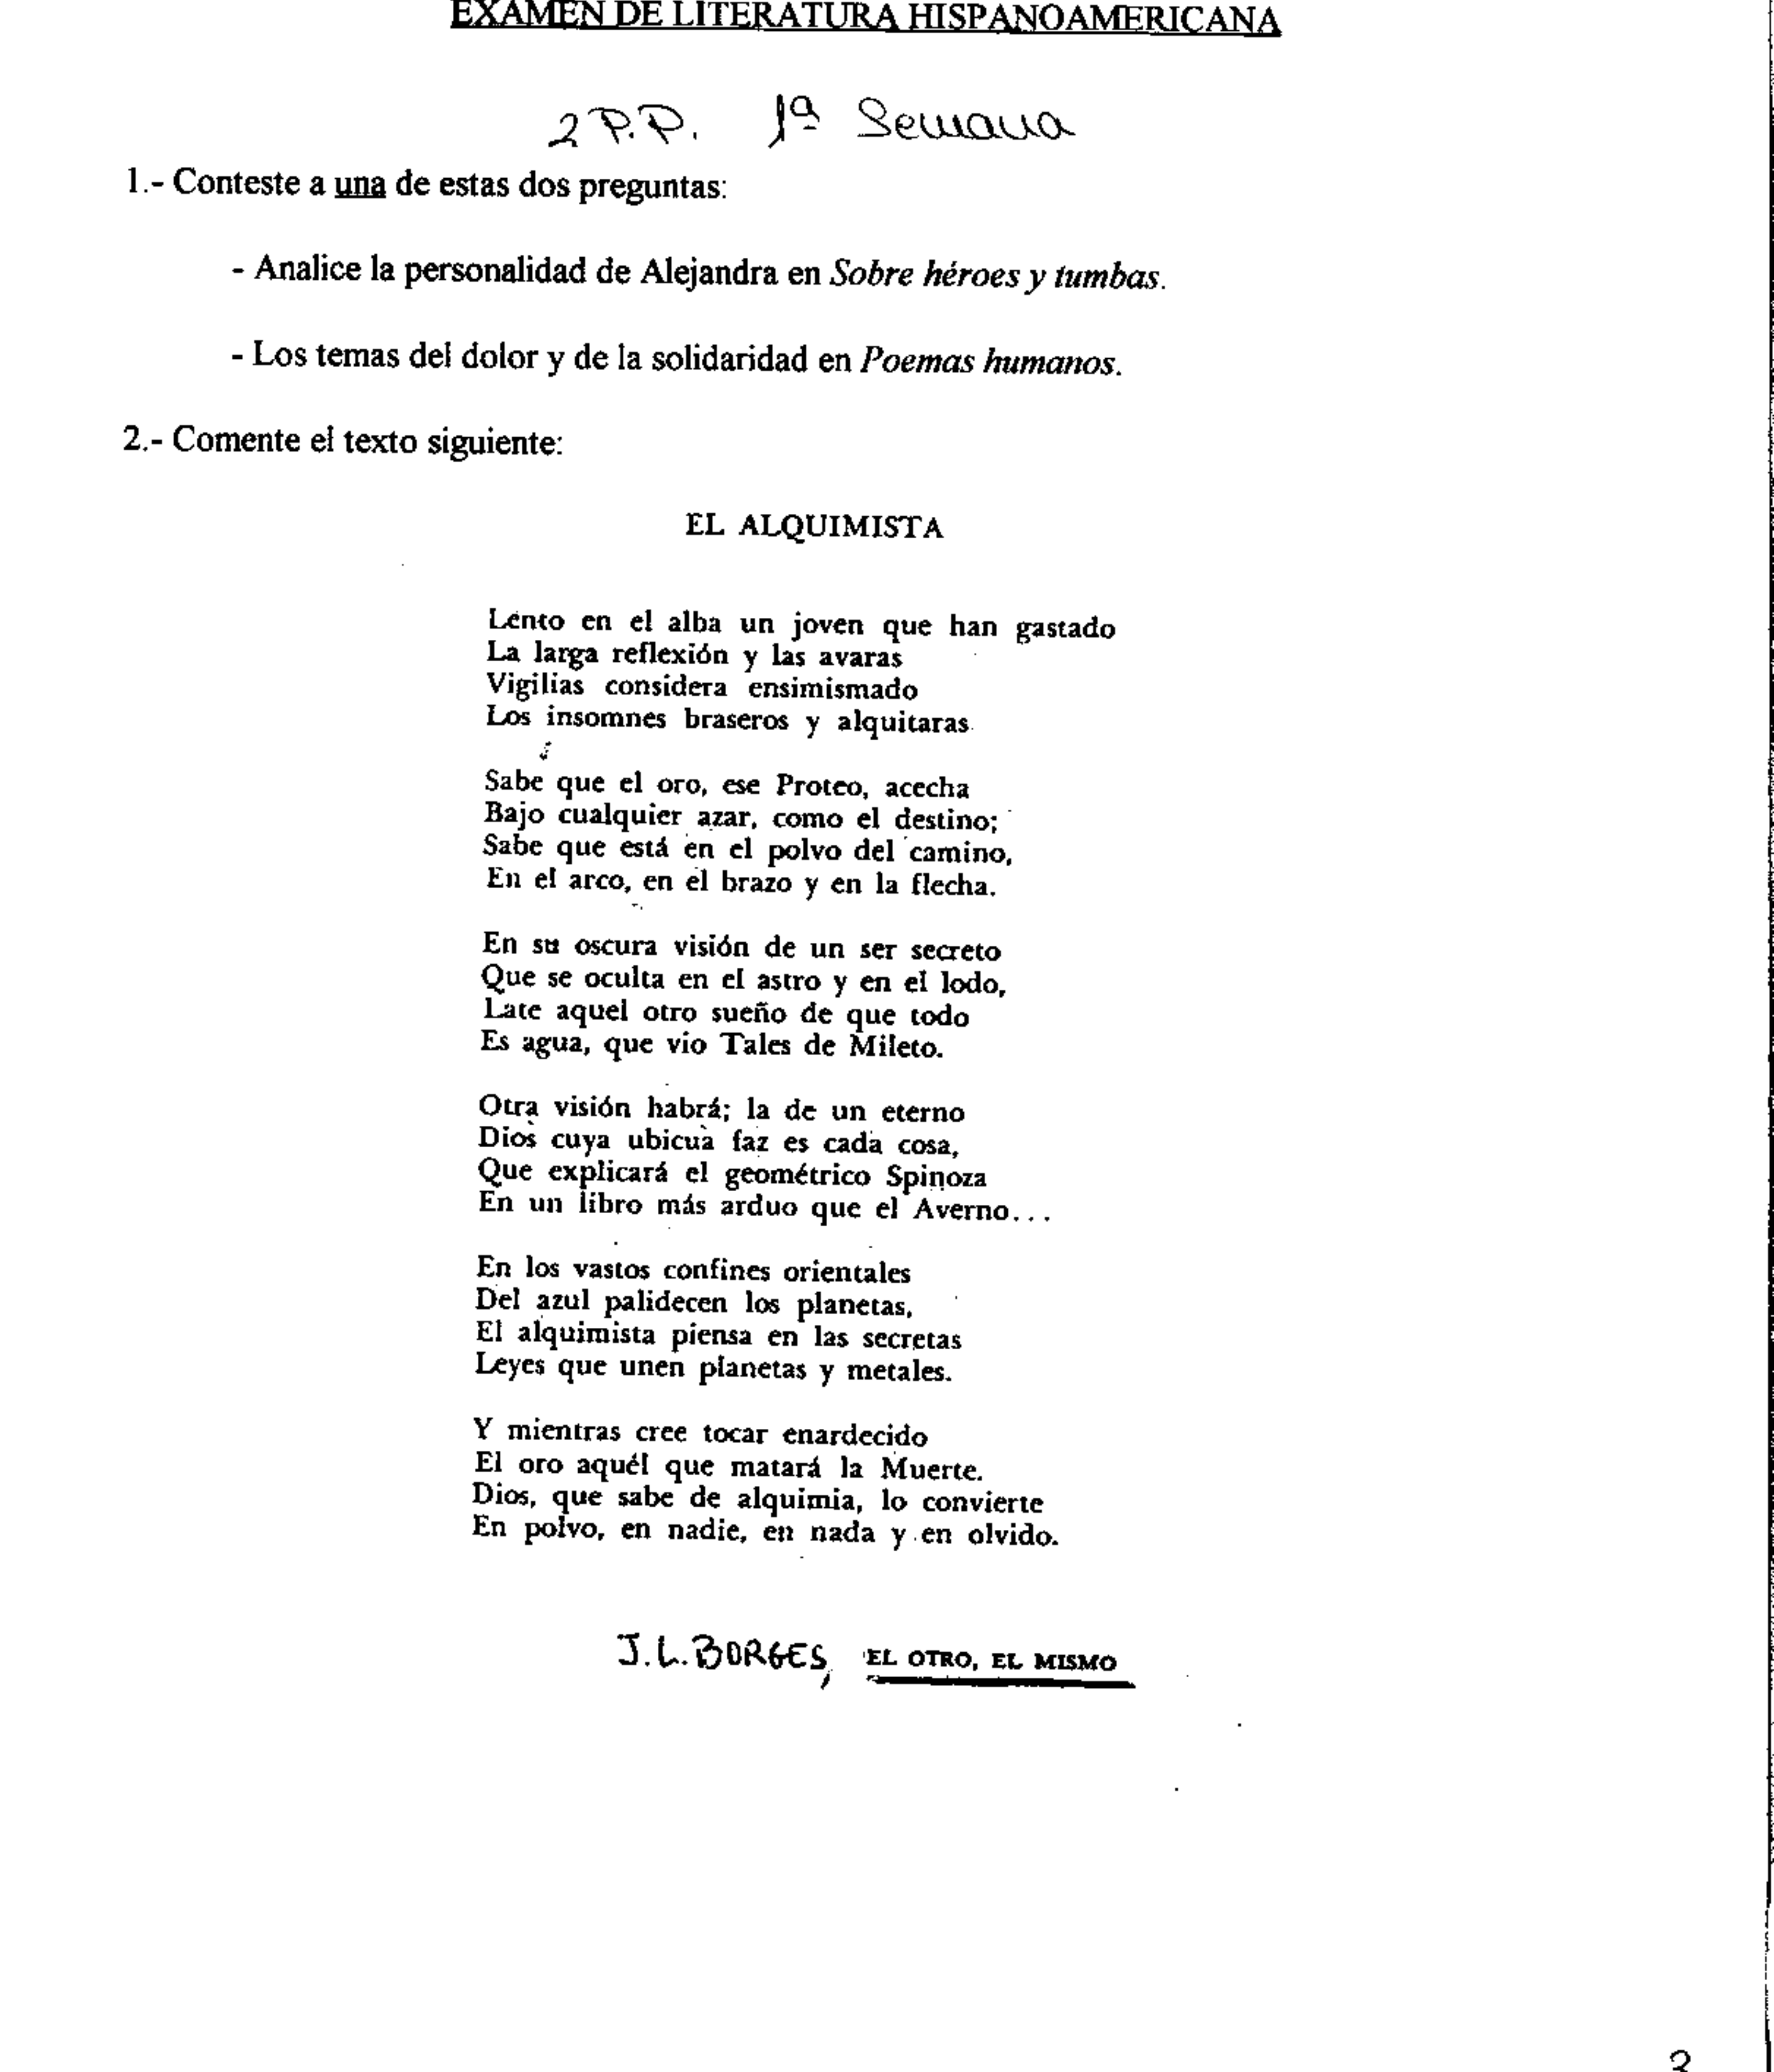 EXAMEN DE LITERATURA HISPANOAMERICANA
2 P.P. 1ª Semana
1.- Conteste a una de estas dos preguntas:
- Analice la personalidad de Alejandra en Sobre héroes y tumbas.
- Los temas del dolor y de la solidaridad en Poemas humanos.
2.- Comente el texto siguiente:
EL ALQUIMISTA
Lento en el alba un joven que han gastado
La larga reflexión y las avaras
Vigilias considera ensimismado
Los insomnes braseros y alquitaras.
Sabe que el oro, ese Proteo, acecha
Bajo cualquier azar, como el destino;
Sabe que está en el polvo del camino,
En el arco, en el brazo y en la flecha.
En su oscura visión de un ser secreto
Que se oculta en el astro y en el lodo,
Late aquel otro sueño de que todo
Es agua, que vio Tales de Mileto.
Otra visión habrá; la de un eterno
Dios cuya ubicua faz es cada cosa,
Que explicará el geométrico Spinoza
En un libro más arduo que el Averno...
En los vastos confines orientales
Del azul palidecen los planetas,
El alquimista piensa en las secretas
Leyes que unen planetas y metales.
Y mientras cree tocar enardecido
El oro aquél que matará la Muerte.
Dios, que sabe de alquimia, lo convierte
En polvo, en nadie, en nada y en olvido.
J.L.BORGES, EL OTRO, EL MISMO
3